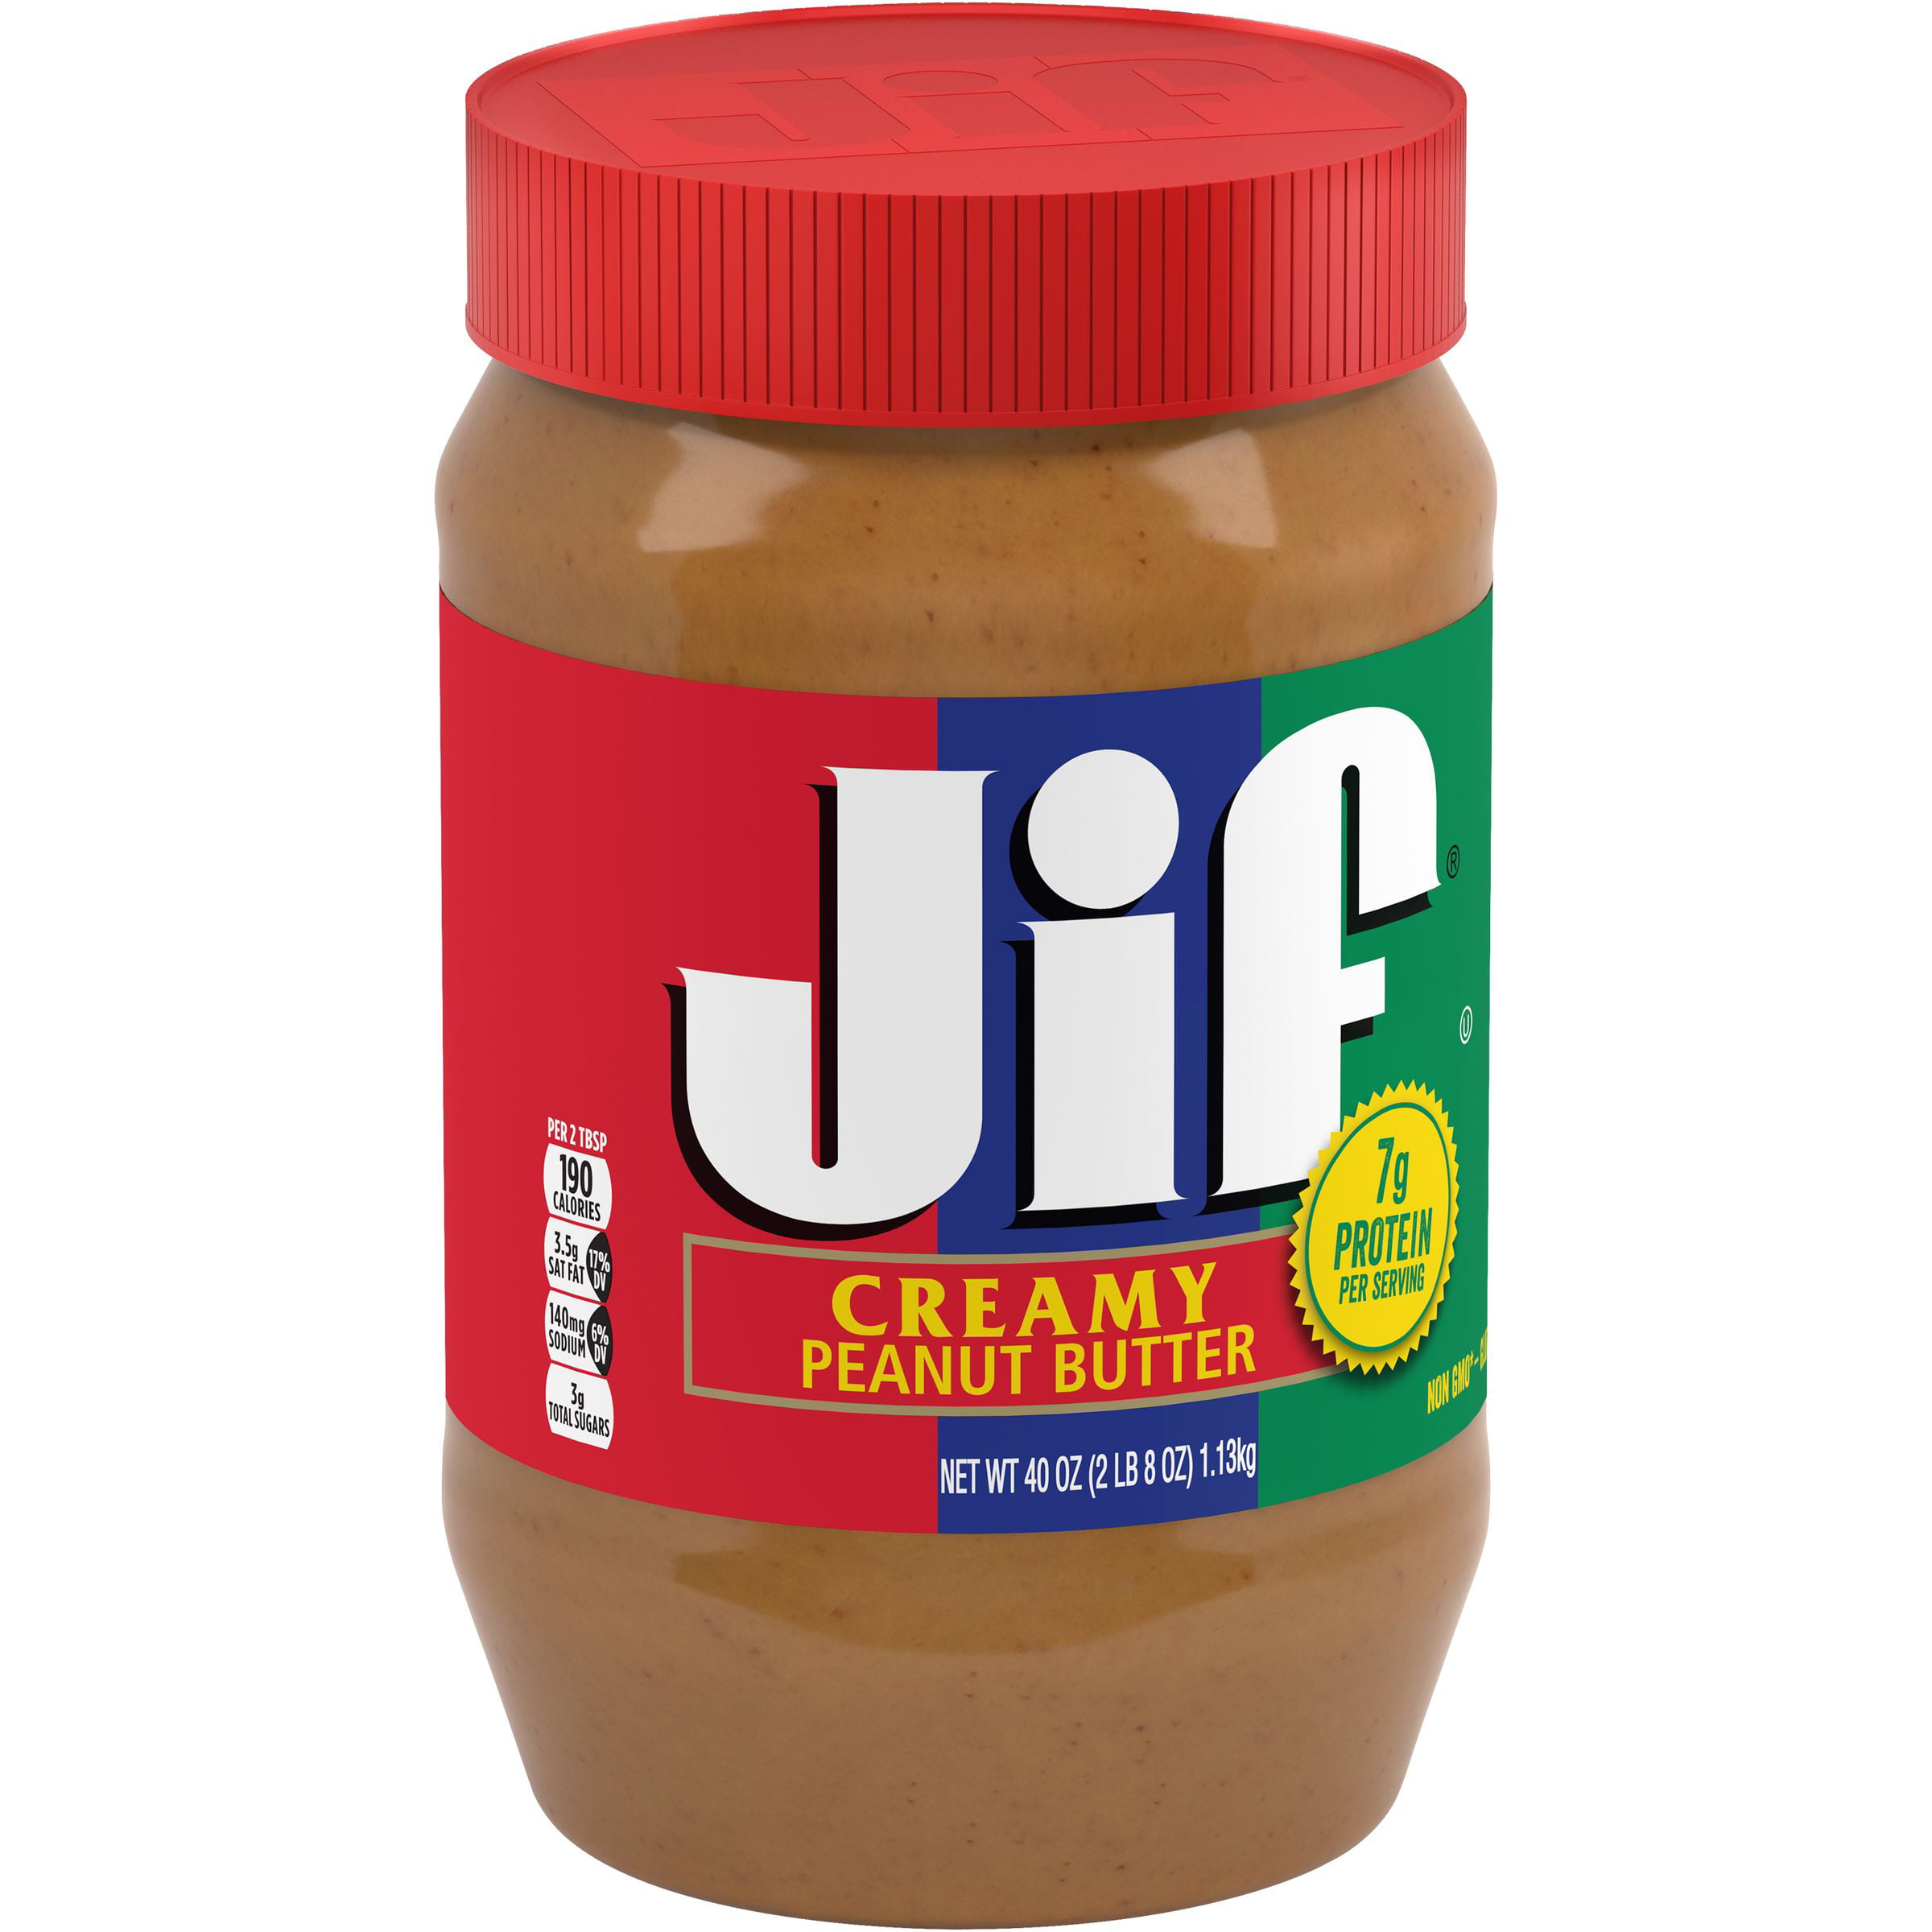 Jif
Jif
®
U
PER 2 TBSP
190
CALORIES
3.5g
SAT FAT
17%
DV
140mg
SODIUM
6%
DV
3g
TOTAL SUGARS
7g
PROTEIN
PER SERVING
CREAMY
PEANUT BUTTER
NON GMO* –
NET WT 40 OZ (2 LB 8 OZ) 1.13kg